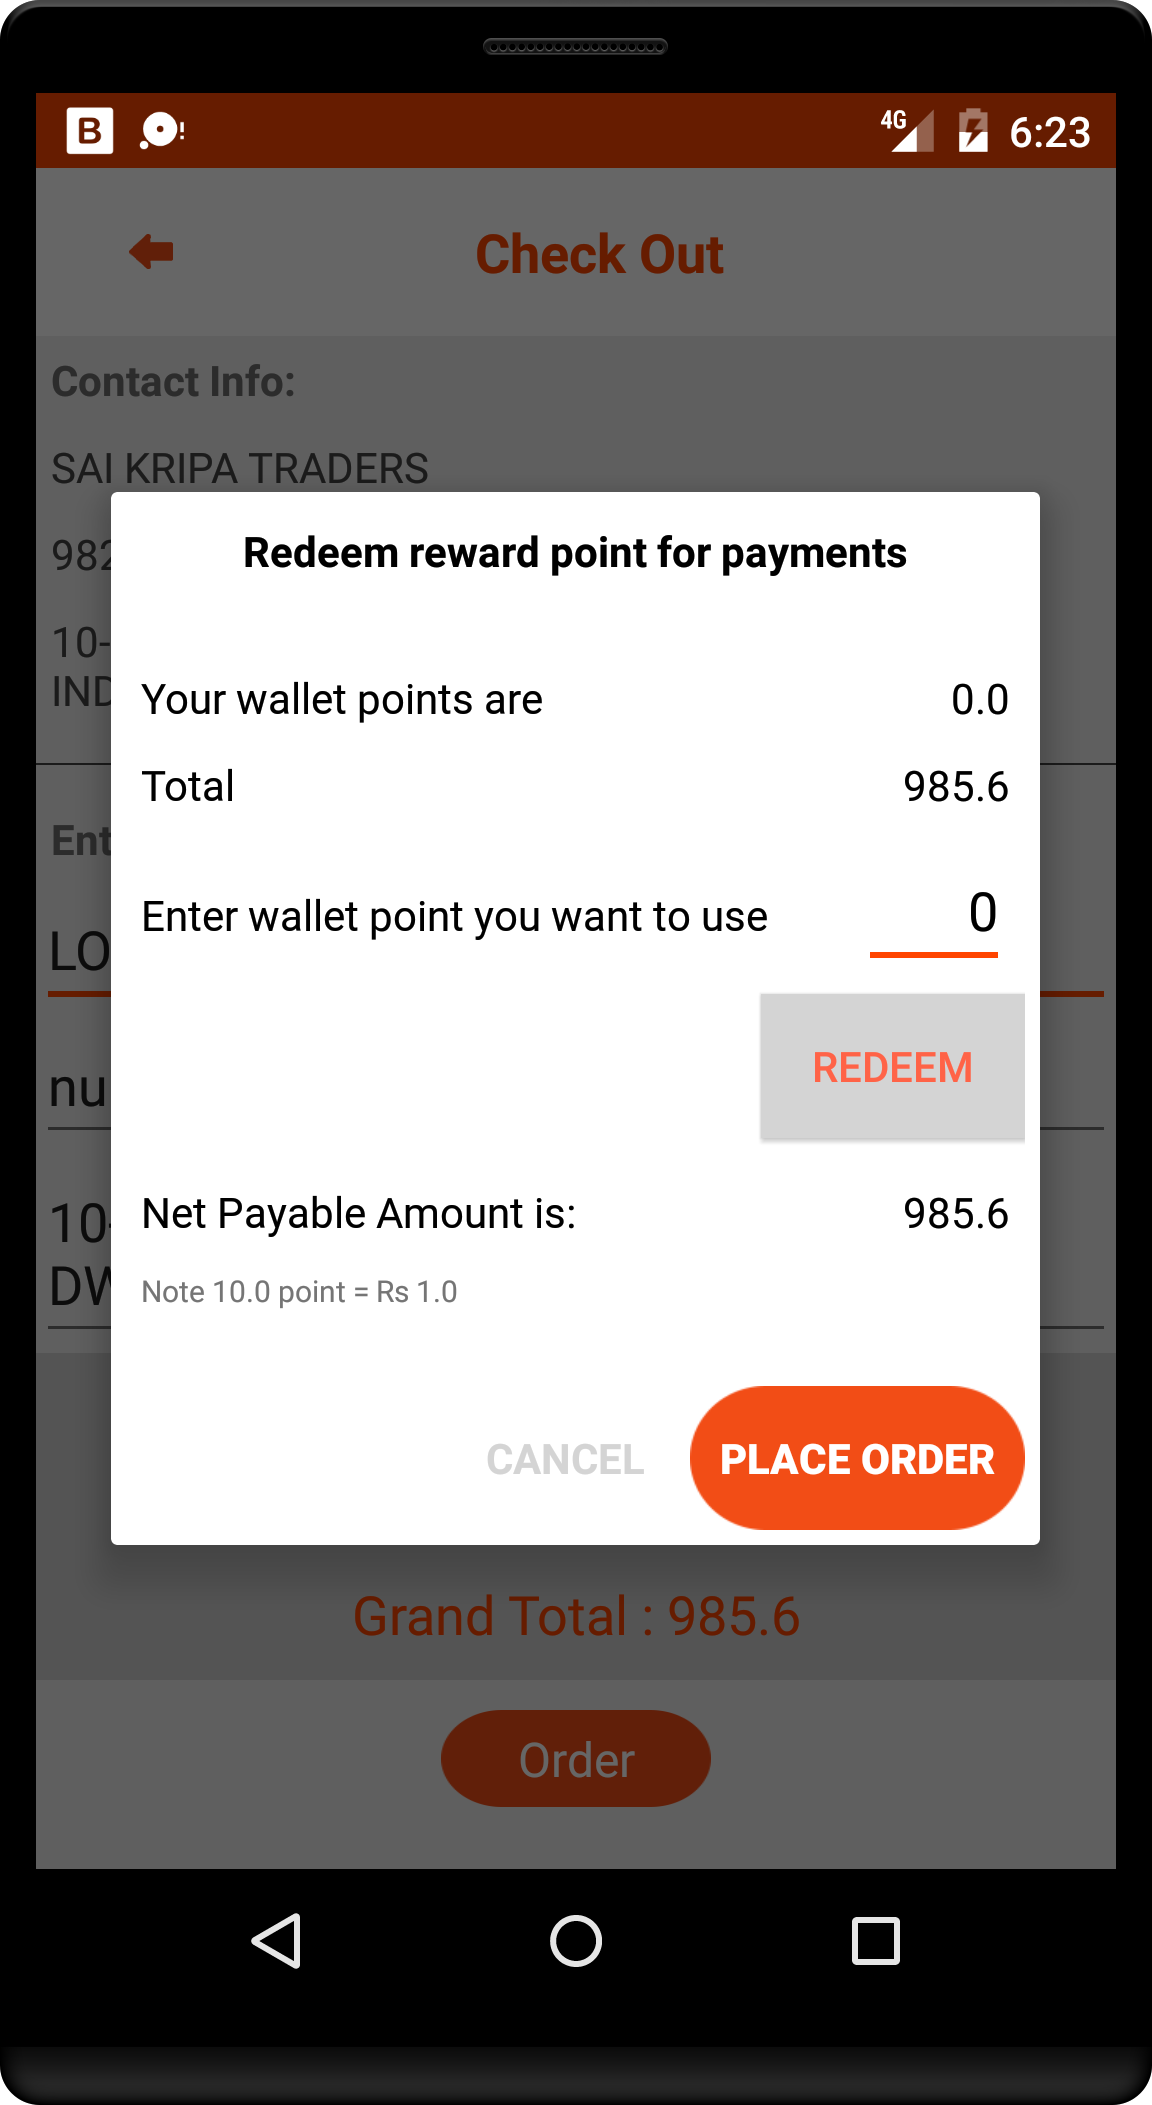 B
4G
6:23
Check Out
Contact Info:
SAI KRIPA TRADERS
982
10-
IND
Redeem reward point for payments
Your wallet points are 0.0
Total 985.6
Ent
Enter wallet point you want to use 0
LO
REDEEM
nu
Net Payable Amount is: 985.6
10-
DW
Note 10.0 point = Rs 1.0
CANCEL PLACE ORDER
Grand Total : 985.6
Order